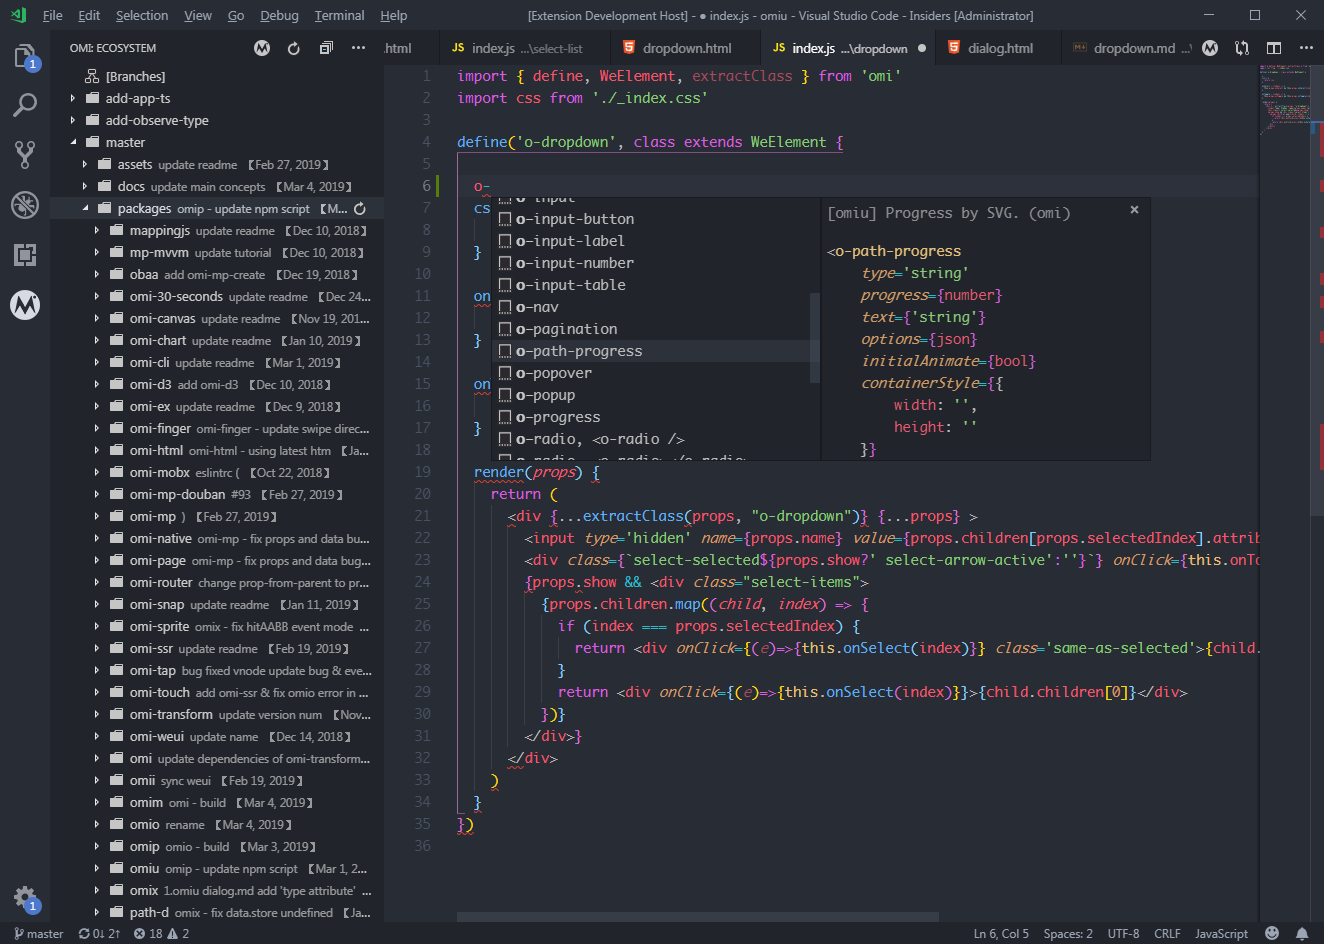 File Edit Selection View Go Debug Terminal Help [Extension Development Host] - ● index.js - omiu - Visual Studio Code - Insiders [Administrator]
OMI: ECOSYSTEM
.html JS index.js ...\select-list dropdown.html JS index.js ...\dropdown ● dialog.html dropdown.md ...
[Branches]
add-app-ts
add-observe-type
master
assets update readme 【Feb 27, 2019】
docs update main concepts 【Mar 4, 2019】
packages omip - update npm script 【M...
mappingjs update readme 【Dec 10, 2018】
mp-mvvm update tutorial 【Dec 10, 2018】
obaa add omi-mp-create 【Dec 19, 2018】
omi-30-seconds update readme 【Dec 24...
omi-canvas update readme 【Nov 19, 201...
omi-chart update readme 【Jan 10, 2019】
omi-cli update readme 【Mar 1, 2019】
omi-d3 add omi-d3 【Dec 10, 2018】
omi-ex update readme 【Dec 9, 2018】
omi-finger omi-finger - update swipe direc...
omi-html omi-html - using latest htm 【Ja...
omi-mobx eslintrc ( 【Oct 22, 2018】
omi-mp-douban #93 【Feb 27, 2019】
omi-mp ) 【Feb 27, 2019】
omi-native omi-mp - fix props and data bu...
omi-page omi-mp - fix props and data bug...
omi-router change prop-from-parent to pr...
omi-snap update readme 【Jan 11, 2019】
omi-sprite omix - fix hitAABB event mode ...
omi-ssr update readme 【Feb 19, 2019】
omi-tap bug fixed vnode update bug & eve...
omi-touch add omi-ssr & fix omio error in ...
omi-transform update version num 【Nov...
omi-weui update name 【Dec 14, 2018】
omi update dependencies of omi-transform...
omii sync weui 【Feb 19, 2019】
omim omi - build 【Mar 4, 2019】
omio rename 【Mar 4, 2019】
omip omio - build 【Mar 3, 2019】
omiu omip - update npm script 【Mar 1, 2...
omix 1.omiu dialog.md add 'type attribute' ...
path-d omix - fix data.store undefined 【Ja...
1 import { define, WeElement, extractClass } from 'omi'
2 import css from './_index.css'
3
4 define('o-dropdown', class extends WeElement {
5
6 o-
7 cs
8
9 }
10
11 on
12
13 }
14
15 on
16
17 }
18
o-input
o-input-button
o-input-label
o-input-number
o-input-table
o-nav
o-pagination
o-path-progress
o-popover
o-popup
o-progress
o-radio, <o-radio />
o-radio, <o-radio></o-radio>
[omiu] Progress by SVG. (omi) ×
<o-path-progress
type='string'
progress={number}
text={'string'}
options={json}
initialAnimate={bool}
containerStyle={{
width: '',
height: ''
}}
19 render(props) {
20 return (
21 <div {...extractClass(props, "o-dropdown")} {...props} >
22 <input type='hidden' name={props.name} value={props.children[props.selectedIndex].attrib
23 <div class={`select-selected${props.show?' select-arrow-active':''}`} onClick={this.onTo
24 {props.show && <div class="select-items">
25 {props.children.map((child, index) => {
26 if (index === props.selectedIndex) {
27 return <div onClick={(e)=>{this.onSelect(index)}} class='same-as-selected'>{child.
28 }
29 return <div onClick={(e)=>{this.onSelect(index)}}>{child.children[0]}</div>
30 })}
31 </div>}
32 </div>
33 )
34 }
35 })
36
1
1
master 0↓ 2↑ 18 2 Ln 6, Col 5 Spaces: 2 UTF-8 CRLF JavaScript